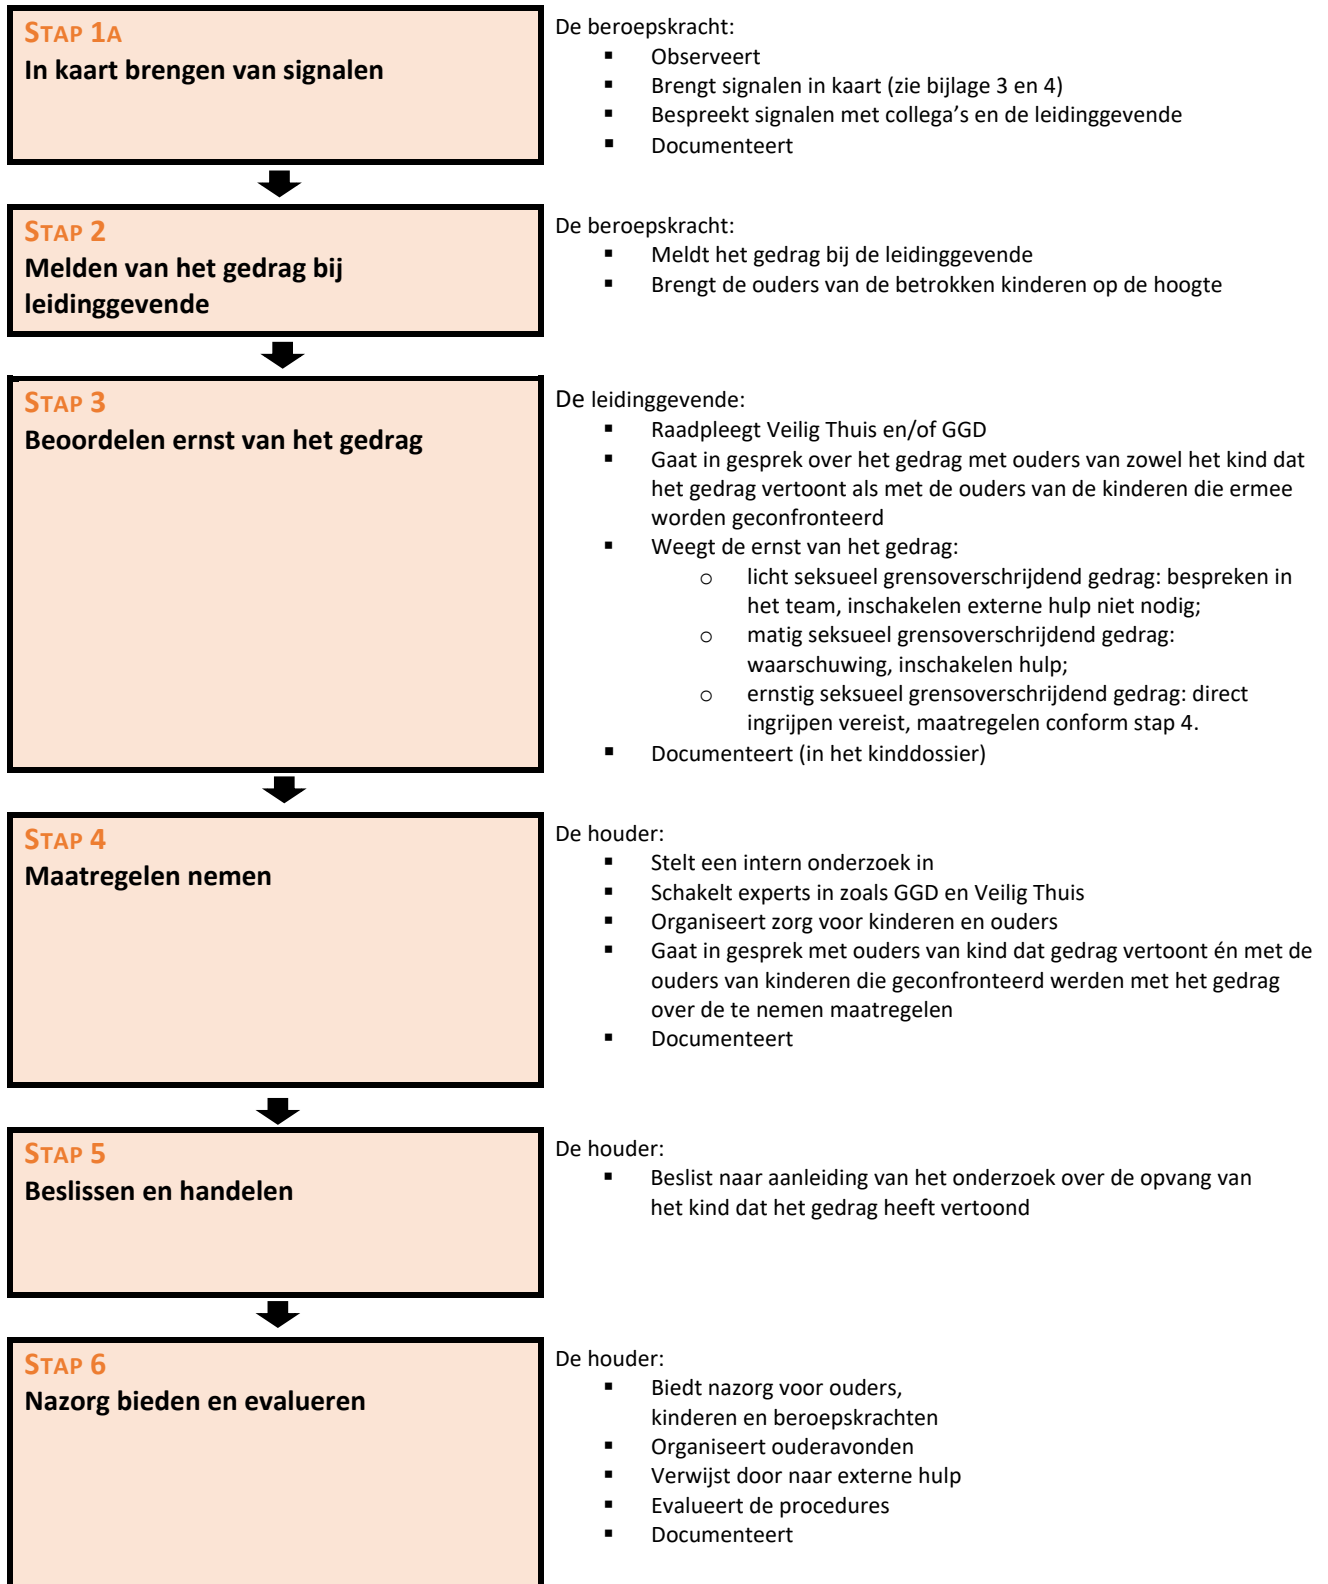 STAP 1A
In kaart brengen van signalen
De beroepskracht:
▪ Observeert
▪ Brengt signalen in kaart (zie bijlage 3 en 4)
▪ Bespreekt signalen met collega’s en de leidinggevende
▪ Documenteert
STAP 2
Melden van het gedrag bij
leidinggevende
De beroepskracht:
▪ Meldt het gedrag bij de leidinggevende
▪ Brengt de ouders van de betrokken kinderen op de hoogte
STAP 3
Beoordelen ernst van het gedrag
De leidinggevende:
▪ Raadpleegt Veilig Thuis en/of GGD
▪ Gaat in gesprek over het gedrag met ouders van zowel het kind dat
het gedrag vertoont als met de ouders van de kinderen die ermee
worden geconfronteerd
▪ Weegt de ernst van het gedrag:
o licht seksueel grensoverschrijdend gedrag: bespreken in
het team, inschakelen externe hulp niet nodig;
o matig seksueel grensoverschrijdend gedrag:
waarschuwing, inschakelen hulp;
o ernstig seksueel grensoverschrijdend gedrag: direct
ingrijpen vereist, maatregelen conform stap 4.
▪ Documenteert (in het kinddossier)
STAP 4
Maatregelen nemen
De houder:
▪ Stelt een intern onderzoek in
▪ Schakelt experts in zoals GGD en Veilig Thuis
▪ Organiseert zorg voor kinderen en ouders
▪ Gaat in gesprek met ouders van kind dat gedrag vertoont én met de
ouders van kinderen die geconfronteerd werden met het gedrag
over de te nemen maatregelen
▪ Documenteert
STAP 5
Beslissen en handelen
De houder:
▪ Beslist naar aanleiding van het onderzoek over de opvang van
het kind dat het gedrag heeft vertoond
STAP 6
Nazorg bieden en evalueren
De houder:
▪ Biedt nazorg voor ouders,
kinderen en beroepskrachten
▪ Organiseert ouderavonden
▪ Verwijst door naar externe hulp
▪ Evalueert de procedures
▪ Documenteert